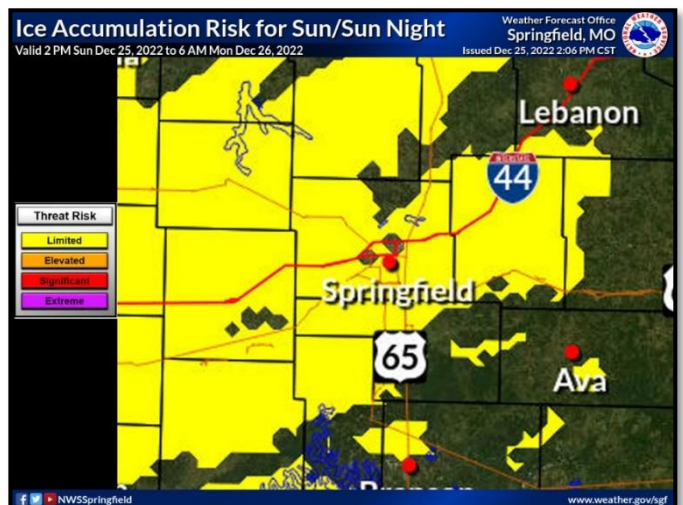 Ice Accumulation Risk for Sun/Sun Night
Valid 2 PM Sun Dec 25, 2022 to 6 AM Mon Dec 26, 2022
Weather Forecast Office
Springfield, MO
Issued Dec 25, 2022 2:06 PM CST
Lebanon
INTERSTATE
44
Threat Risk
Limited
Elevated
Significant
Extreme
Springfield
65
Ava
Branson
NWSSpringfield
www.weather.gov/sgf